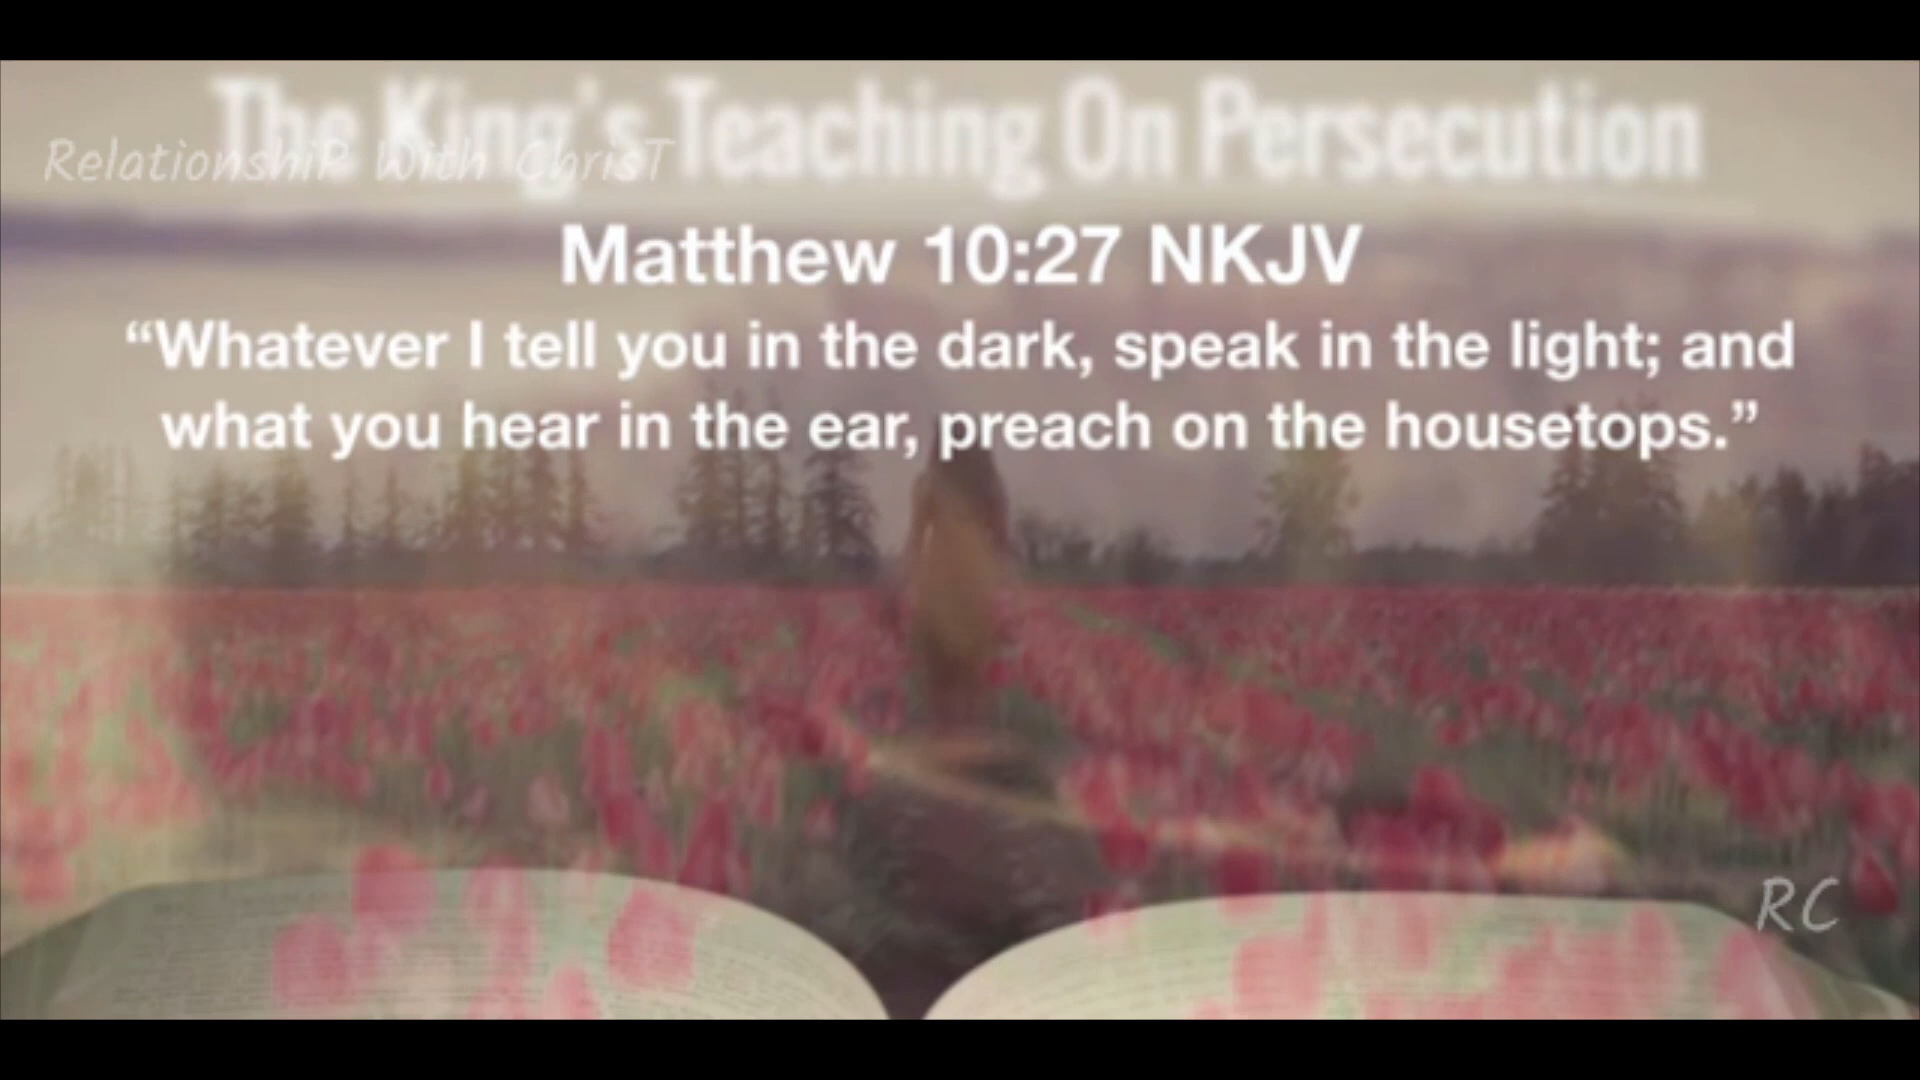 The King's Teaching On Persecution
RelationshiP With ChrisT
Matthew 10:27 NKJV
“Whatever I tell you in the dark, speak in the light; and
what you hear in the ear, preach on the housetops.”
RC